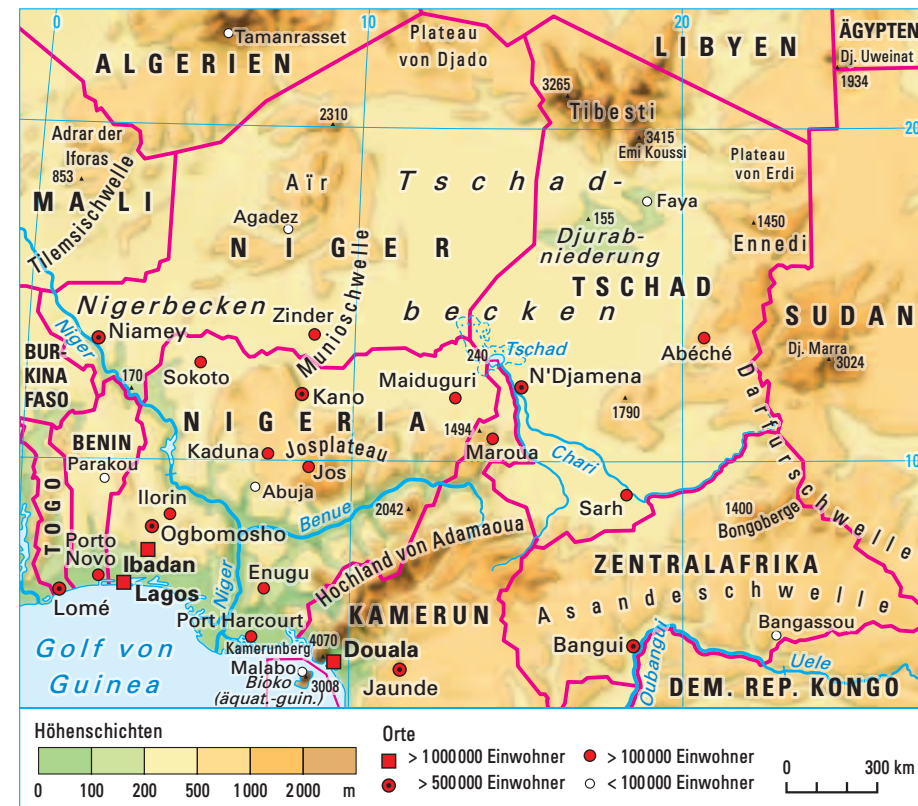 0
10
20
Tamanrasset
Plateau
von Djado
ÄGYPTEN
ALGERIEN
LIBYEN
Dj. Uweinat
1934
3265
Tibesti
2310
20
Adrar der
Iforas
853
3415
Emi Koussi
Plateau
von Erdi
Aïr
Tschad-
becken
Faya
MALI
Tilemsischwelle
Agadez
155
1450
NIGER
Djurab-
niederung
Ennedi
Munioschwelle
TSCHAD
Nigerbecken
Zinder
SUDAN
Niger
Niamey
240
Tschad
Abéché
Dj. Marra
3024
BUR-
KINA
FASO
170
Sokoto
Kano
Maiduguri
N'Djamena
1790
Darfurschwelle
NIGERIA
1494
Maroua
BENIN
Parakou
Kaduna
Josplateau
Jos
Chari
10
Abuja
TOGO
Ilorin
Benue
2042
Sarh
1400
Bongoberge
Ogbomosho
Porto
Novo
Ibadan
Hochland von Adamaoua
ZENTRALAFRIKA
Lagos
Niger
Enugu
Asandeschwelle
Lomé
KAMERUN
Port Harcourt
Bangassou
Golf von
Guinea
Kamerunberg
4070
Douala
Bangui
Malabo
Bioko
(äquat.-guin.)
3008
Jaunde
Oubangui
Uele
DEM. REP. KONGO
Höhenschichten
0 100 200 500 1000 2000 m
Orte
> 1000000 Einwohner
> 500000 Einwohner
> 100000 Einwohner
< 100000 Einwohner
0 300 km